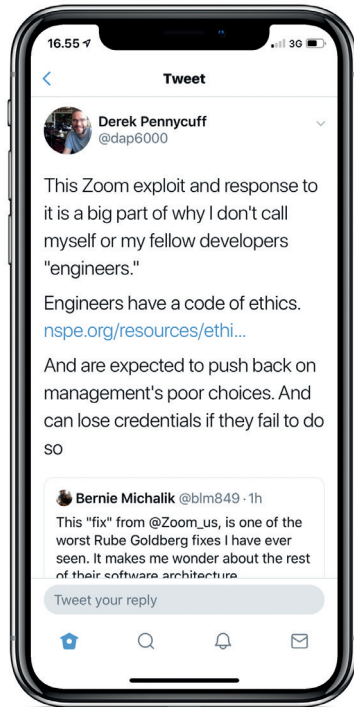 16.55
3G
Tweet
Derek Pennycuff
@dap6000
This Zoom exploit and response to
it is a big part of why I don't call
myself or my fellow developers
"engineers."
Engineers have a code of ethics.
nspe.org/resources/ethi...
And are expected to push back on
management's poor choices. And
can lose credentials if they fail to do
so
Bernie Michalik @blm849 · 1h
This "fix" from @Zoom_us, is one of the
worst Rube Goldberg fixes I have ever
seen. It makes me wonder about the rest
of their software architecture
Tweet your reply